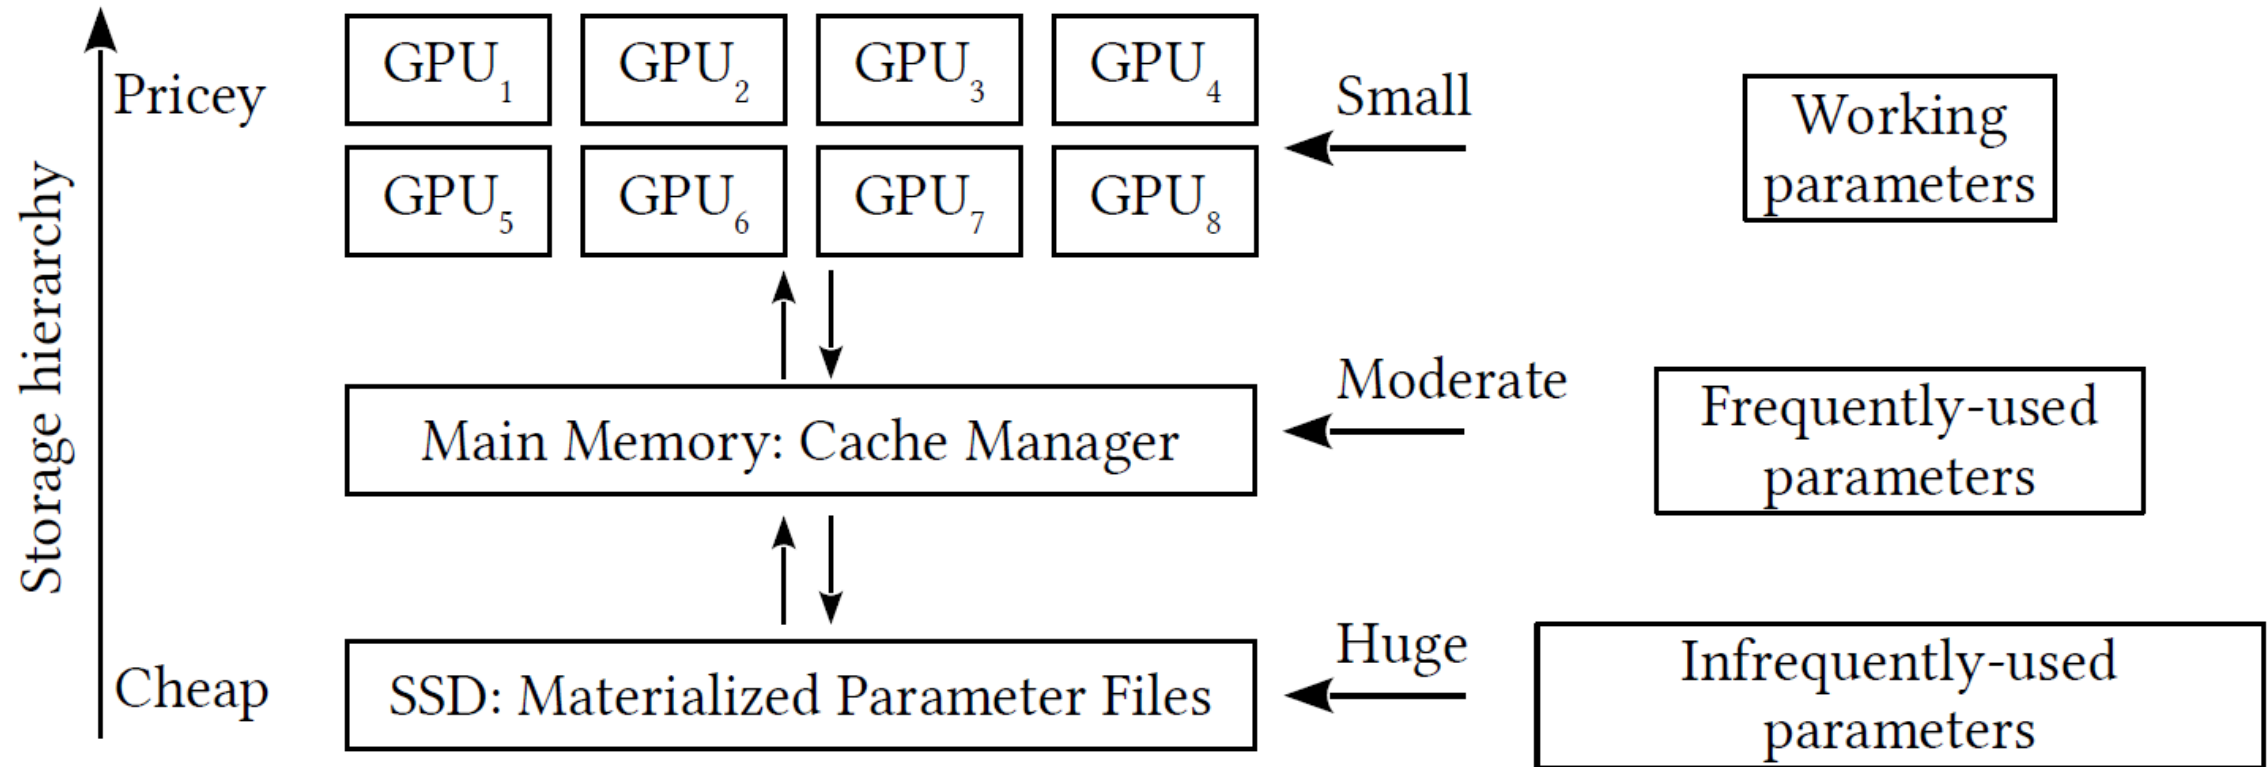 Storage hierarchy
Pricey
Cheap
GPU₁ GPU₂ GPU₃ GPU₄
GPU₅ GPU₆ GPU₇ GPU₈
Main Memory: Cache Manager
SSD: Materialized Parameter Files
Small
Moderate
Huge
Working
parameters
Frequently-used
parameters
Infrequently-used
parameters